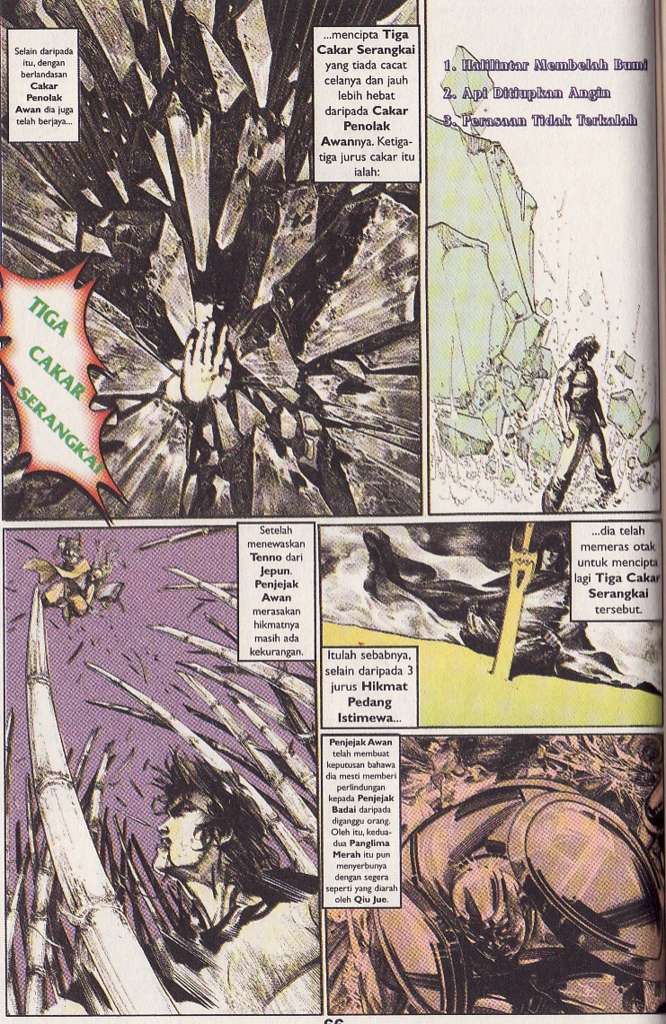 Selain daripada
itu, dengan
berlandasan
Cakar
Penolak
Awan dia juga
telah berjaya...
...mencipta Tiga
Cakar Serangkai
yang tiada cacat
celanya dan jauh
lebih hebat
daripada Cakar
Penolak
Awannya. Ketiga-
tiga jurus cakar itu
ialah:
1. Halilintar Membelah Bumi
2. Api Ditiupkan Angin
3. Perasaan Tidak Terkalah
TIGA
CAKAR
SERANGKAI
Setelah
menewaskan
Tenno dari
Jepun.
Penjejak
Awan
merasakan
hikmatnya
masih ada
kekurangan.
Itulah sebabnya,
selain daripada 3
jurus Hikmat
Pedang
Istimewa...
...dia telah
memeras otak
untuk mencipta
lagi Tiga Cakar
Serangkai
tersebut.
Penjejak Awan
telah membuat
keputusan bahawa
dia mesti memberi
perlindungan
kepada Penjejak
Badai daripada
diganggu orang.
Oleh itu, kedua-
dua Panglima
Merah itu pun
menyerbunya
dengan segera
seperti yang diarah
oleh Qiu Jue.
66